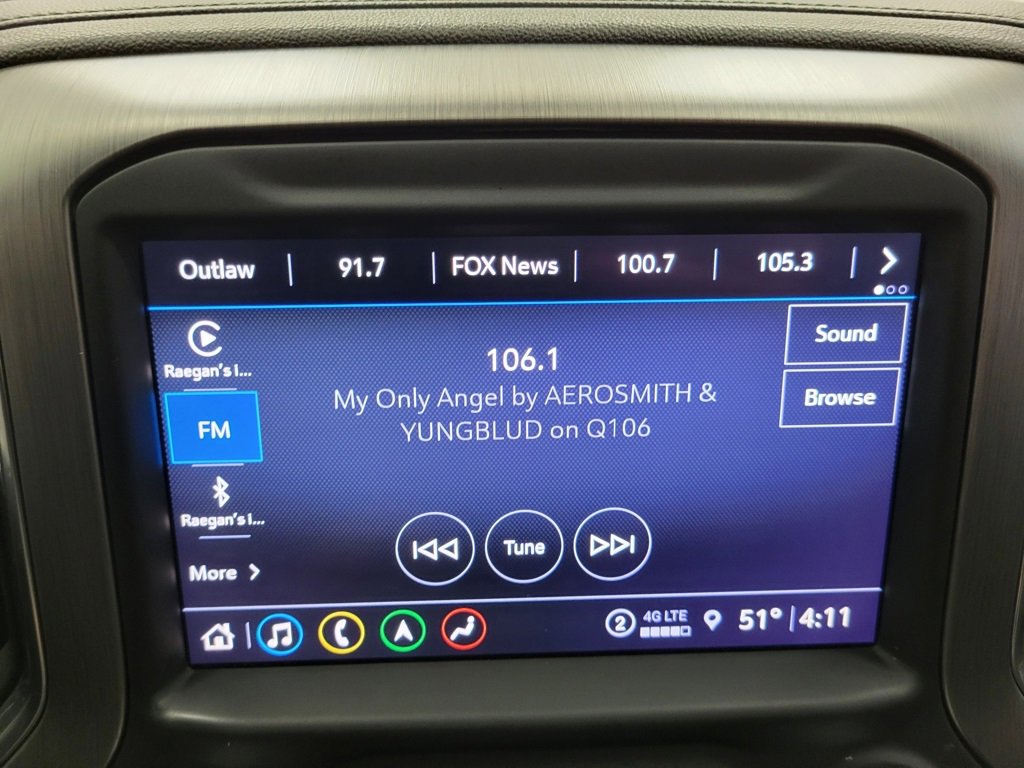 Outlaw | 91.7 | FOX News | 100.7 | 105.3 |
Raegan's i...
FM
Raegan's i...
More
106.1
My Only Angel by AEROSMITH &
YUNGBLUD on Q106
Sound
Browse
Tune
2 4G LTE 51° | 4:11